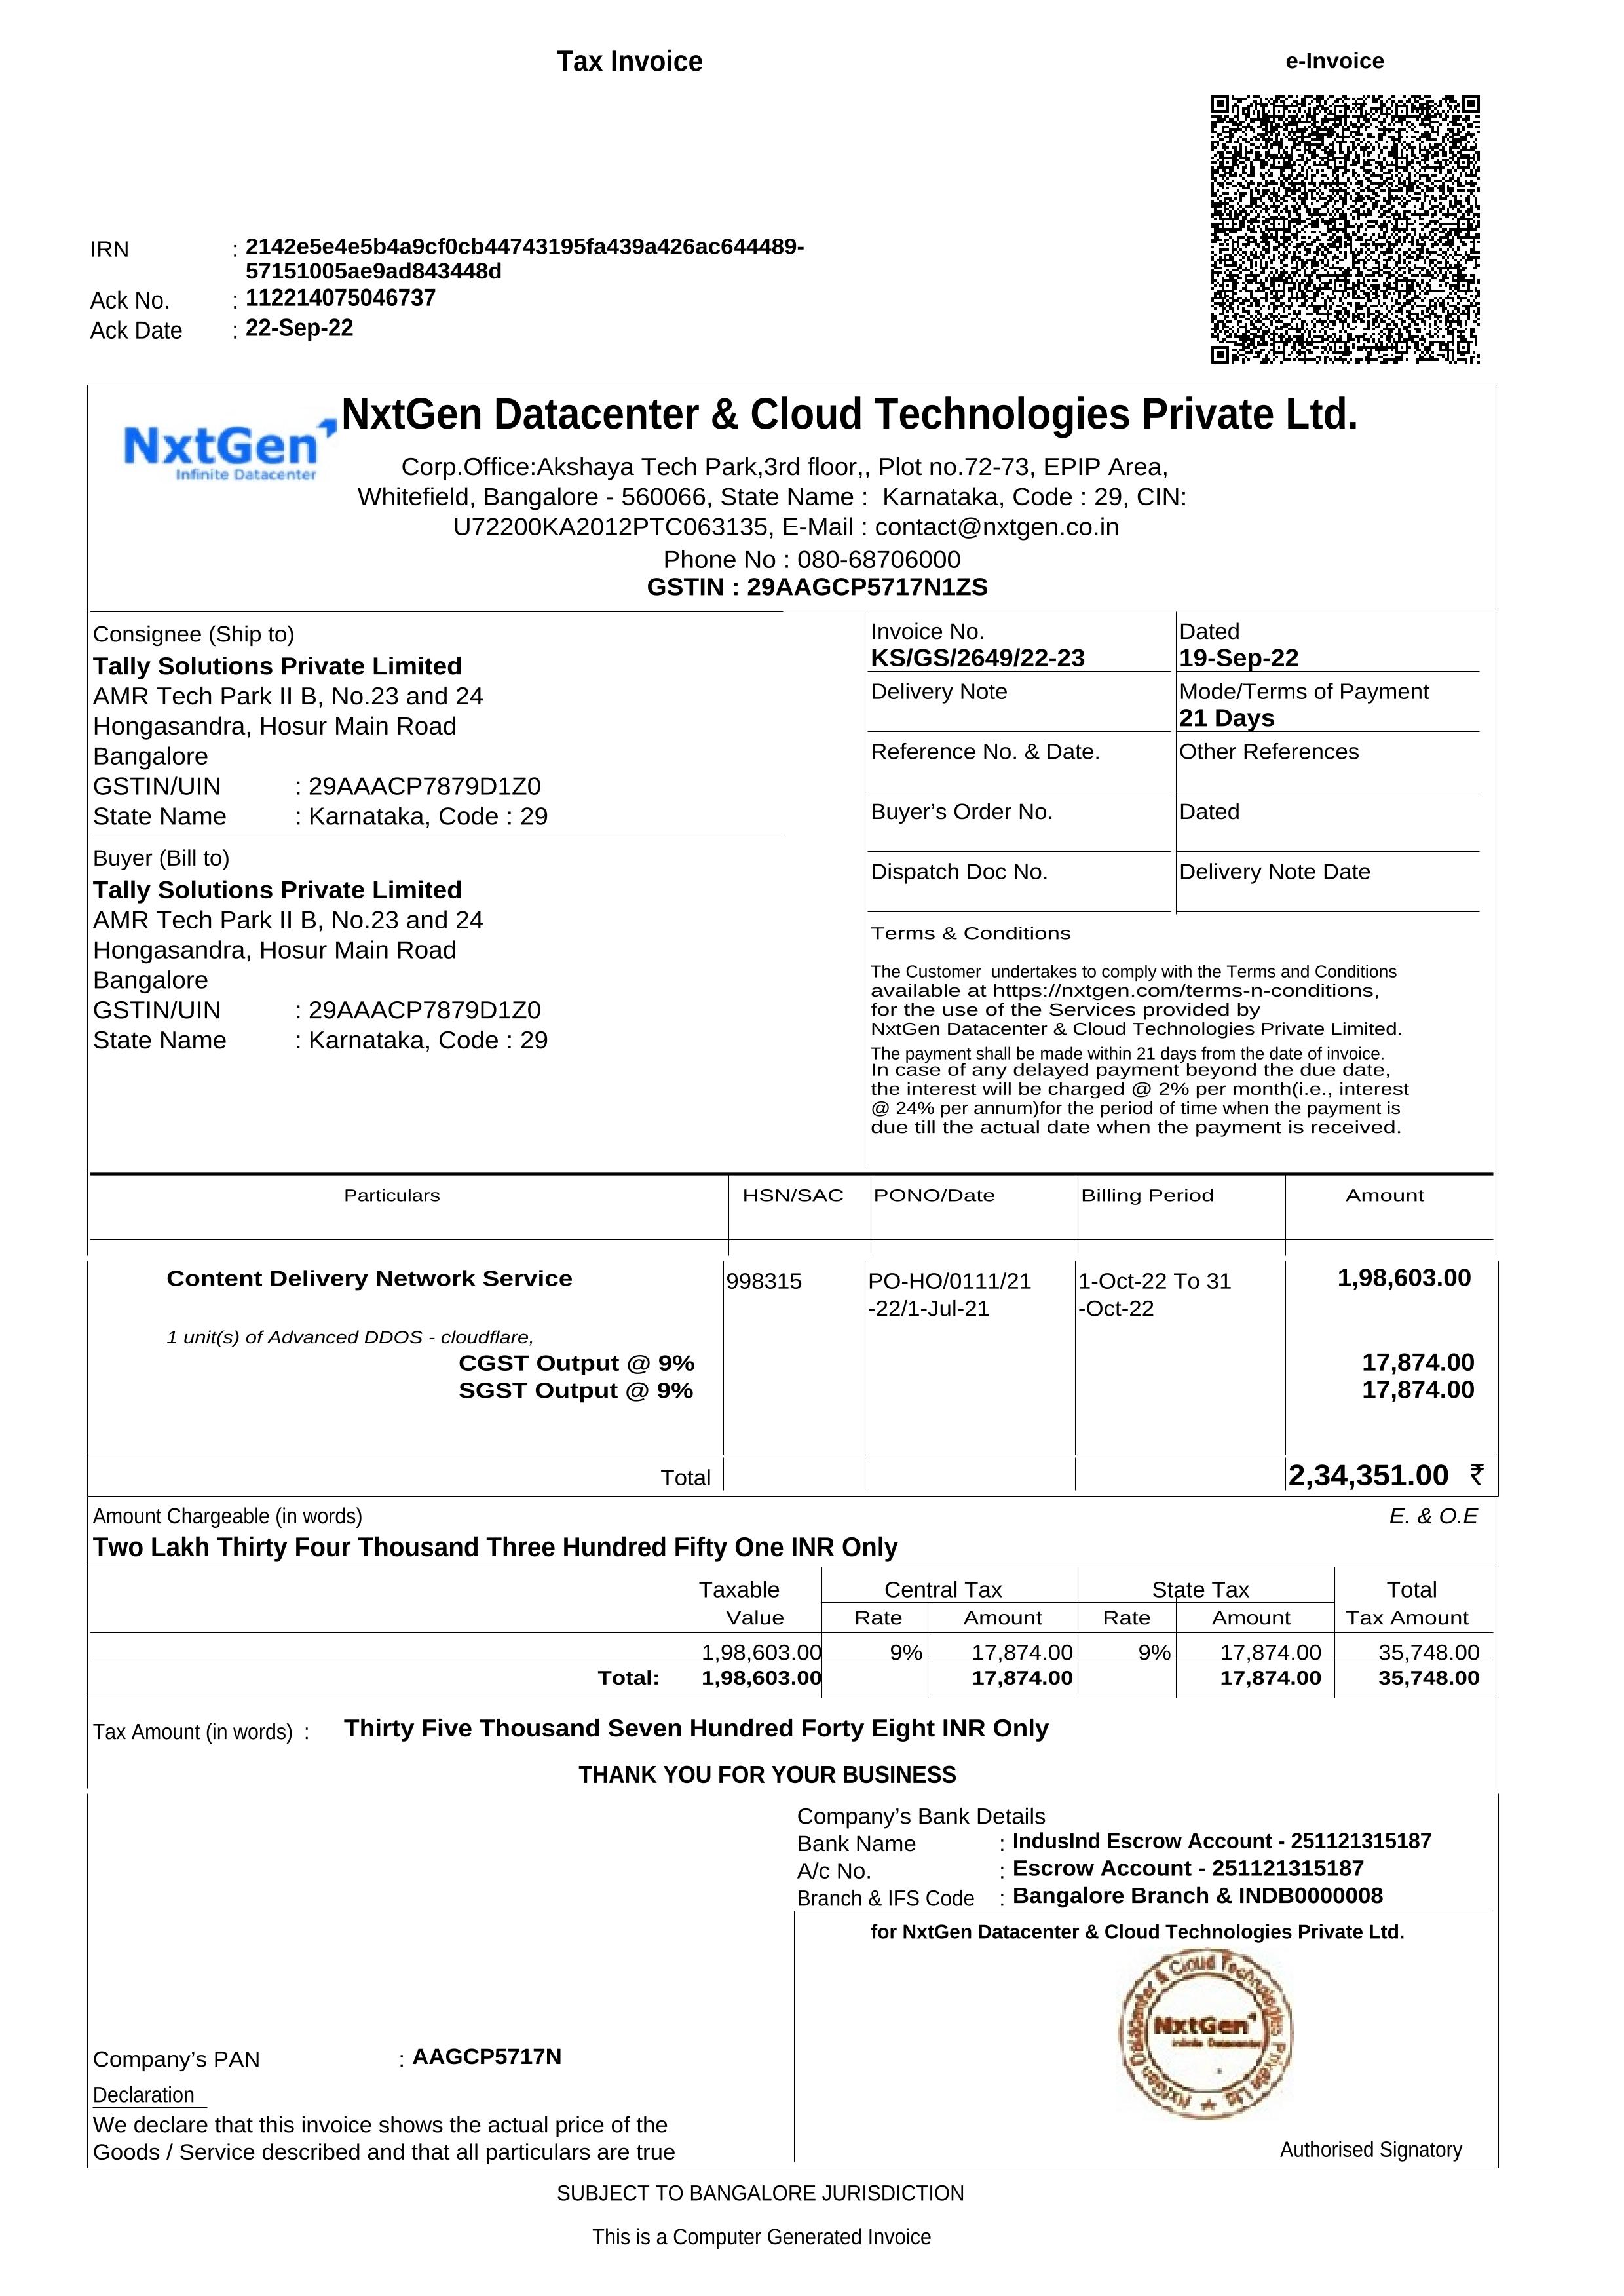 Tax Invoice
e-Invoice
IRN : 2142e5e4e5b4a9cf0cb44743195fa439a426ac644489-
57151005ae9ad843448d
Ack No. : 112214075046737
Ack Date : 22-Sep-22
NxtGen
Infinite Datacenter
NxtGen Datacenter & Cloud Technologies Private Ltd.
Corp.Office:Akshaya Tech Park,3rd floor,, Plot no.72-73, EPIP Area,
Whitefield, Bangalore - 560066, State Name : Karnataka, Code : 29, CIN:
U72200KA2012PTC063135, E-Mail : contact@nxtgen.co.in
Phone No : 080-68706000
GSTIN : 29AAGCP5717N1ZS
Consignee (Ship to)
Tally Solutions Private Limited
AMR Tech Park II B, No.23 and 24
Hongasandra, Hosur Main Road
Bangalore
GSTIN/UIN : 29AAACP7879D1Z0
State Name : Karnataka, Code : 29
Buyer (Bill to)
Tally Solutions Private Limited
AMR Tech Park II B, No.23 and 24
Hongasandra, Hosur Main Road
Bangalore
GSTIN/UIN : 29AAACP7879D1Z0
State Name : Karnataka, Code : 29
Invoice No. Dated
KS/GS/2649/22-23 19-Sep-22
Delivery Note Mode/Terms of Payment
21 Days
Reference No. & Date. Other References
Buyer’s Order No. Dated
Dispatch Doc No. Delivery Note Date
Terms & Conditions
The Customer undertakes to comply with the Terms and Conditions
available at https://nxtgen.com/terms-n-conditions,
for the use of the Services provided by
NxtGen Datacenter & Cloud Technologies Private Limited.
The payment shall be made within 21 days from the date of invoice.
In case of any delayed payment beyond the due date,
the interest will be charged @ 2% per month(i.e., interest
@ 24% per annum)for the period of time when the payment is
due till the actual date when the payment is received.
Particulars HSN/SAC PONO/Date Billing Period Amount
Content Delivery Network Service 998315 PO-HO/0111/21 1-Oct-22 To 31 1,98,603.00
-22/1-Jul-21 -Oct-22
1 unit(s) of Advanced DDOS - cloudflare,
CGST Output @ 9% 17,874.00
SGST Output @ 9% 17,874.00
Total 2,34,351.00 ₹
Amount Chargeable (in words) E. & O.E
Two Lakh Thirty Four Thousand Three Hundred Fifty One INR Only
Taxable Central Tax State Tax Total
Value Rate Amount Rate Amount Tax Amount
1,98,603.00 9% 17,874.00 9% 17,874.00 35,748.00
Total: 1,98,603.00 17,874.00 17,874.00 35,748.00
Tax Amount (in words) : Thirty Five Thousand Seven Hundred Forty Eight INR Only
THANK YOU FOR YOUR BUSINESS
Company’s Bank Details
Bank Name : IndusInd Escrow Account - 251121315187
A/c No. : Escrow Account - 251121315187
Branch & IFS Code : Bangalore Branch & INDB0000008
for NxtGen Datacenter & Cloud Technologies Private Ltd.
NxtGen Datacenter & Cloud Technologies Private Ltd.
NxtGen
Infinite Datacenter
Company’s PAN : AAGCP5717N
Declaration
We declare that this invoice shows the actual price of the
Goods / Service described and that all particulars are true
Authorised Signatory
SUBJECT TO BANGALORE JURISDICTION
This is a Computer Generated Invoice